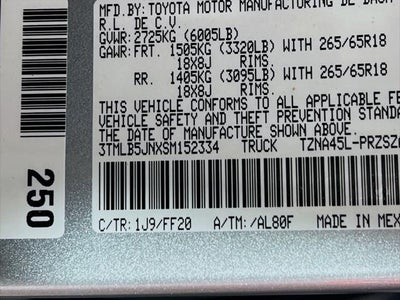 MFD.BY:TOYOTA MOTOR MANUFACTURING DE BAJA
R.L. DE C.V.
GVWR: 2725KG (6005LB)
GAWR:FRT. 1505KG (3320LB) WITH 265/65R18
18X8J RIMS.
RR. 1405KG (3095LB) WITH 265/65R18
18X8J RIMS.
THIS VEHICLE CONFORMS TO ALL APPLICABLE FE
VEHICLE SAFETY AND THEFT PREVENTION STANDA
THE DATE OF MANUFACTURE SHOWN ABOVE.
3TMLB5JNXSM152334 TRUCK TZNA45L-PRZSZ
C/TR: 1J9/FF20 A/TM:/AL80F MADE IN MEX
250